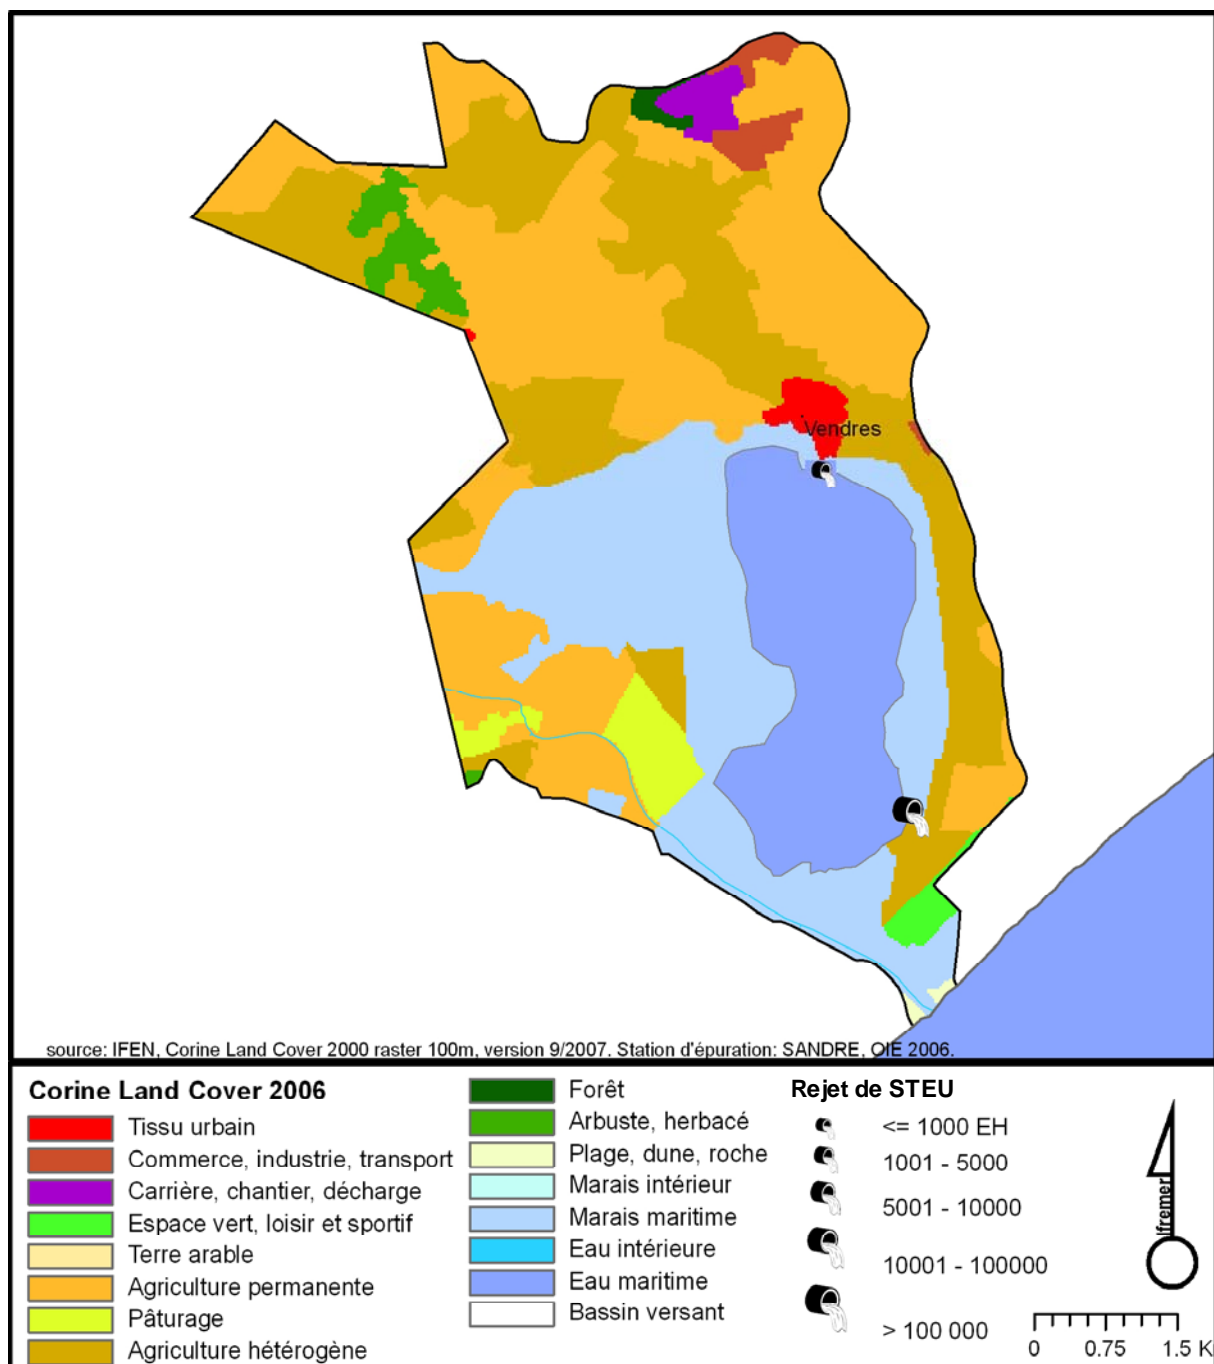 Vendres
source: IFEN, Corine Land Cover 2000 raster 100m, version 9/2007. Station d'épuration: SANDRE, OIE 2006.
Corine Land Cover 2006
Tissu urbain
Commerce, industrie, transport
Carrière, chantier, décharge
Espace vert, loisir et sportif
Terre arable
Agriculture permanente
Pâturage
Agriculture hétérogène
Forêt
Arbuste, herbacé
Plage, dune, roche
Marais intérieur
Marais maritime
Eau intérieure
Eau maritime
Bassin versant
Rejet de STEU
<= 1000 EH
1001 - 5000
5001 - 10000
10001 - 100000
> 100 000
Ifremer
0 0.75 1.5 K